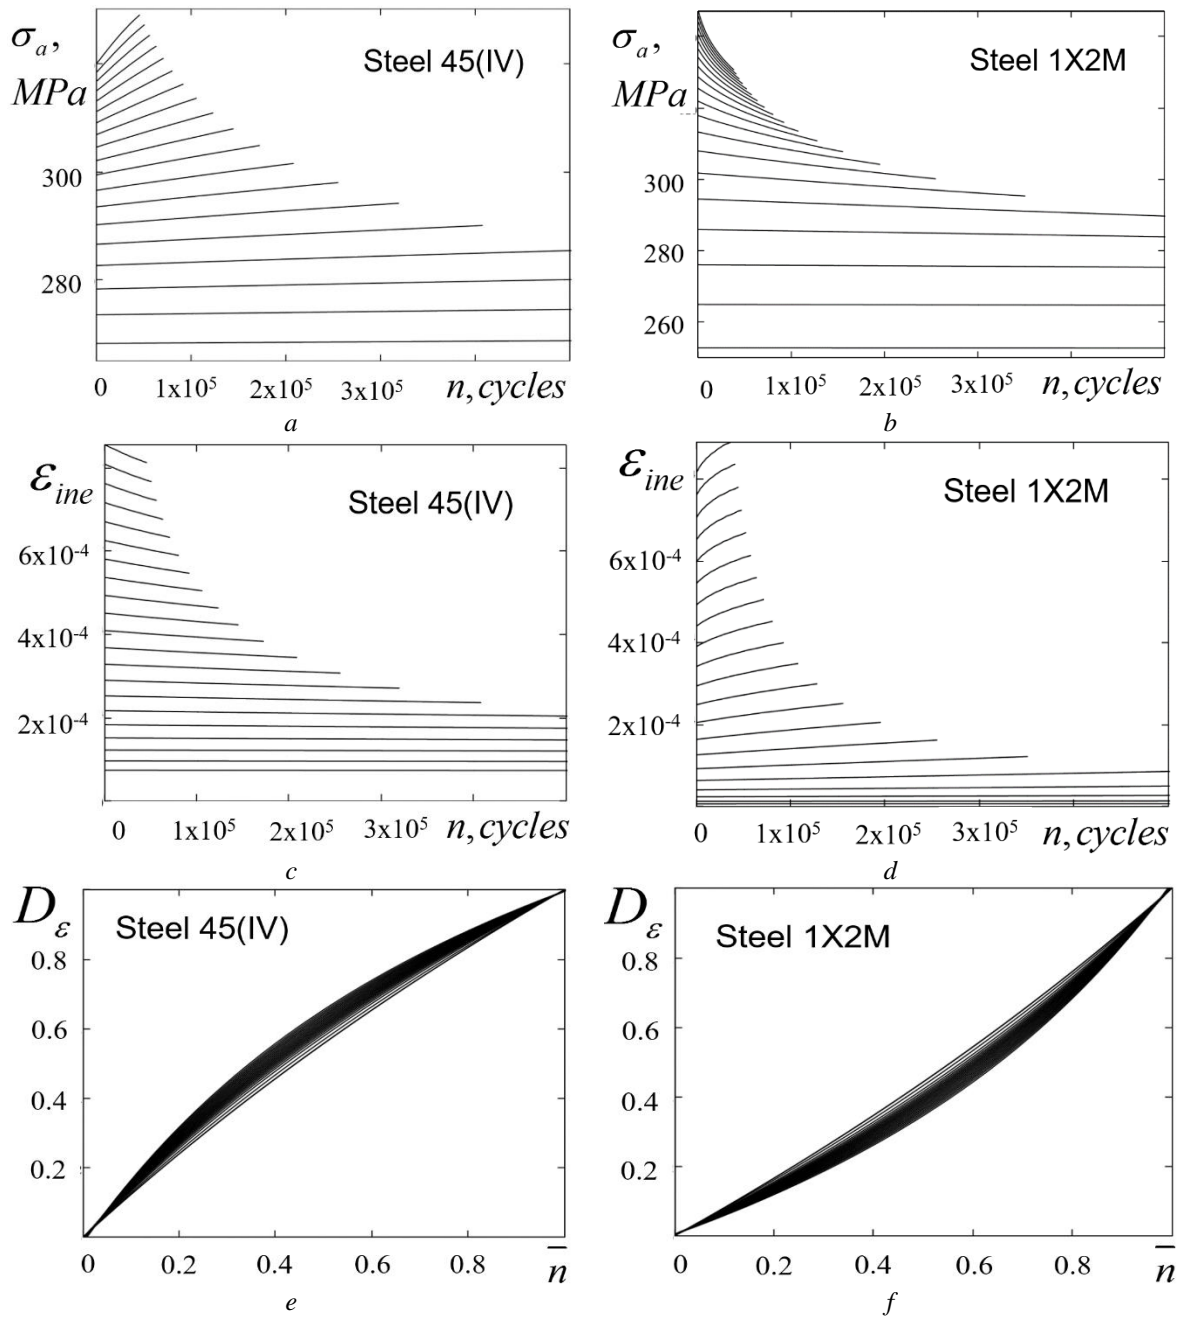 σa,
MPa
Steel 45(IV)
300
280
0 1x10⁵ 2x10⁵ 3x10⁵ n, cycles
a
σa,
MPa
Steel 1X2M
300
280
260
0 1x10⁵ 2x10⁵ 3x10⁵ n, cycles
b
εine
Steel 45(IV)
6x10⁻⁴
4x10⁻⁴
2x10⁻⁴
0 1x10⁵ 2x10⁵ 3x10⁵ n, cycles
c
εine
Steel 1X2M
6x10⁻⁴
4x10⁻⁴
2x10⁻⁴
0 1x10⁵ 2x10⁵ 3x10⁵ n, cycles
d
Dε
Steel 45(IV)
0.8
0.6
0.4
0.2
0 0.2 0.4 0.6 0.8 n̅
e
Dε
Steel 1X2M
0.8
0.6
0.4
0.2
0 0.2 0.4 0.6 0.8 n̅
f